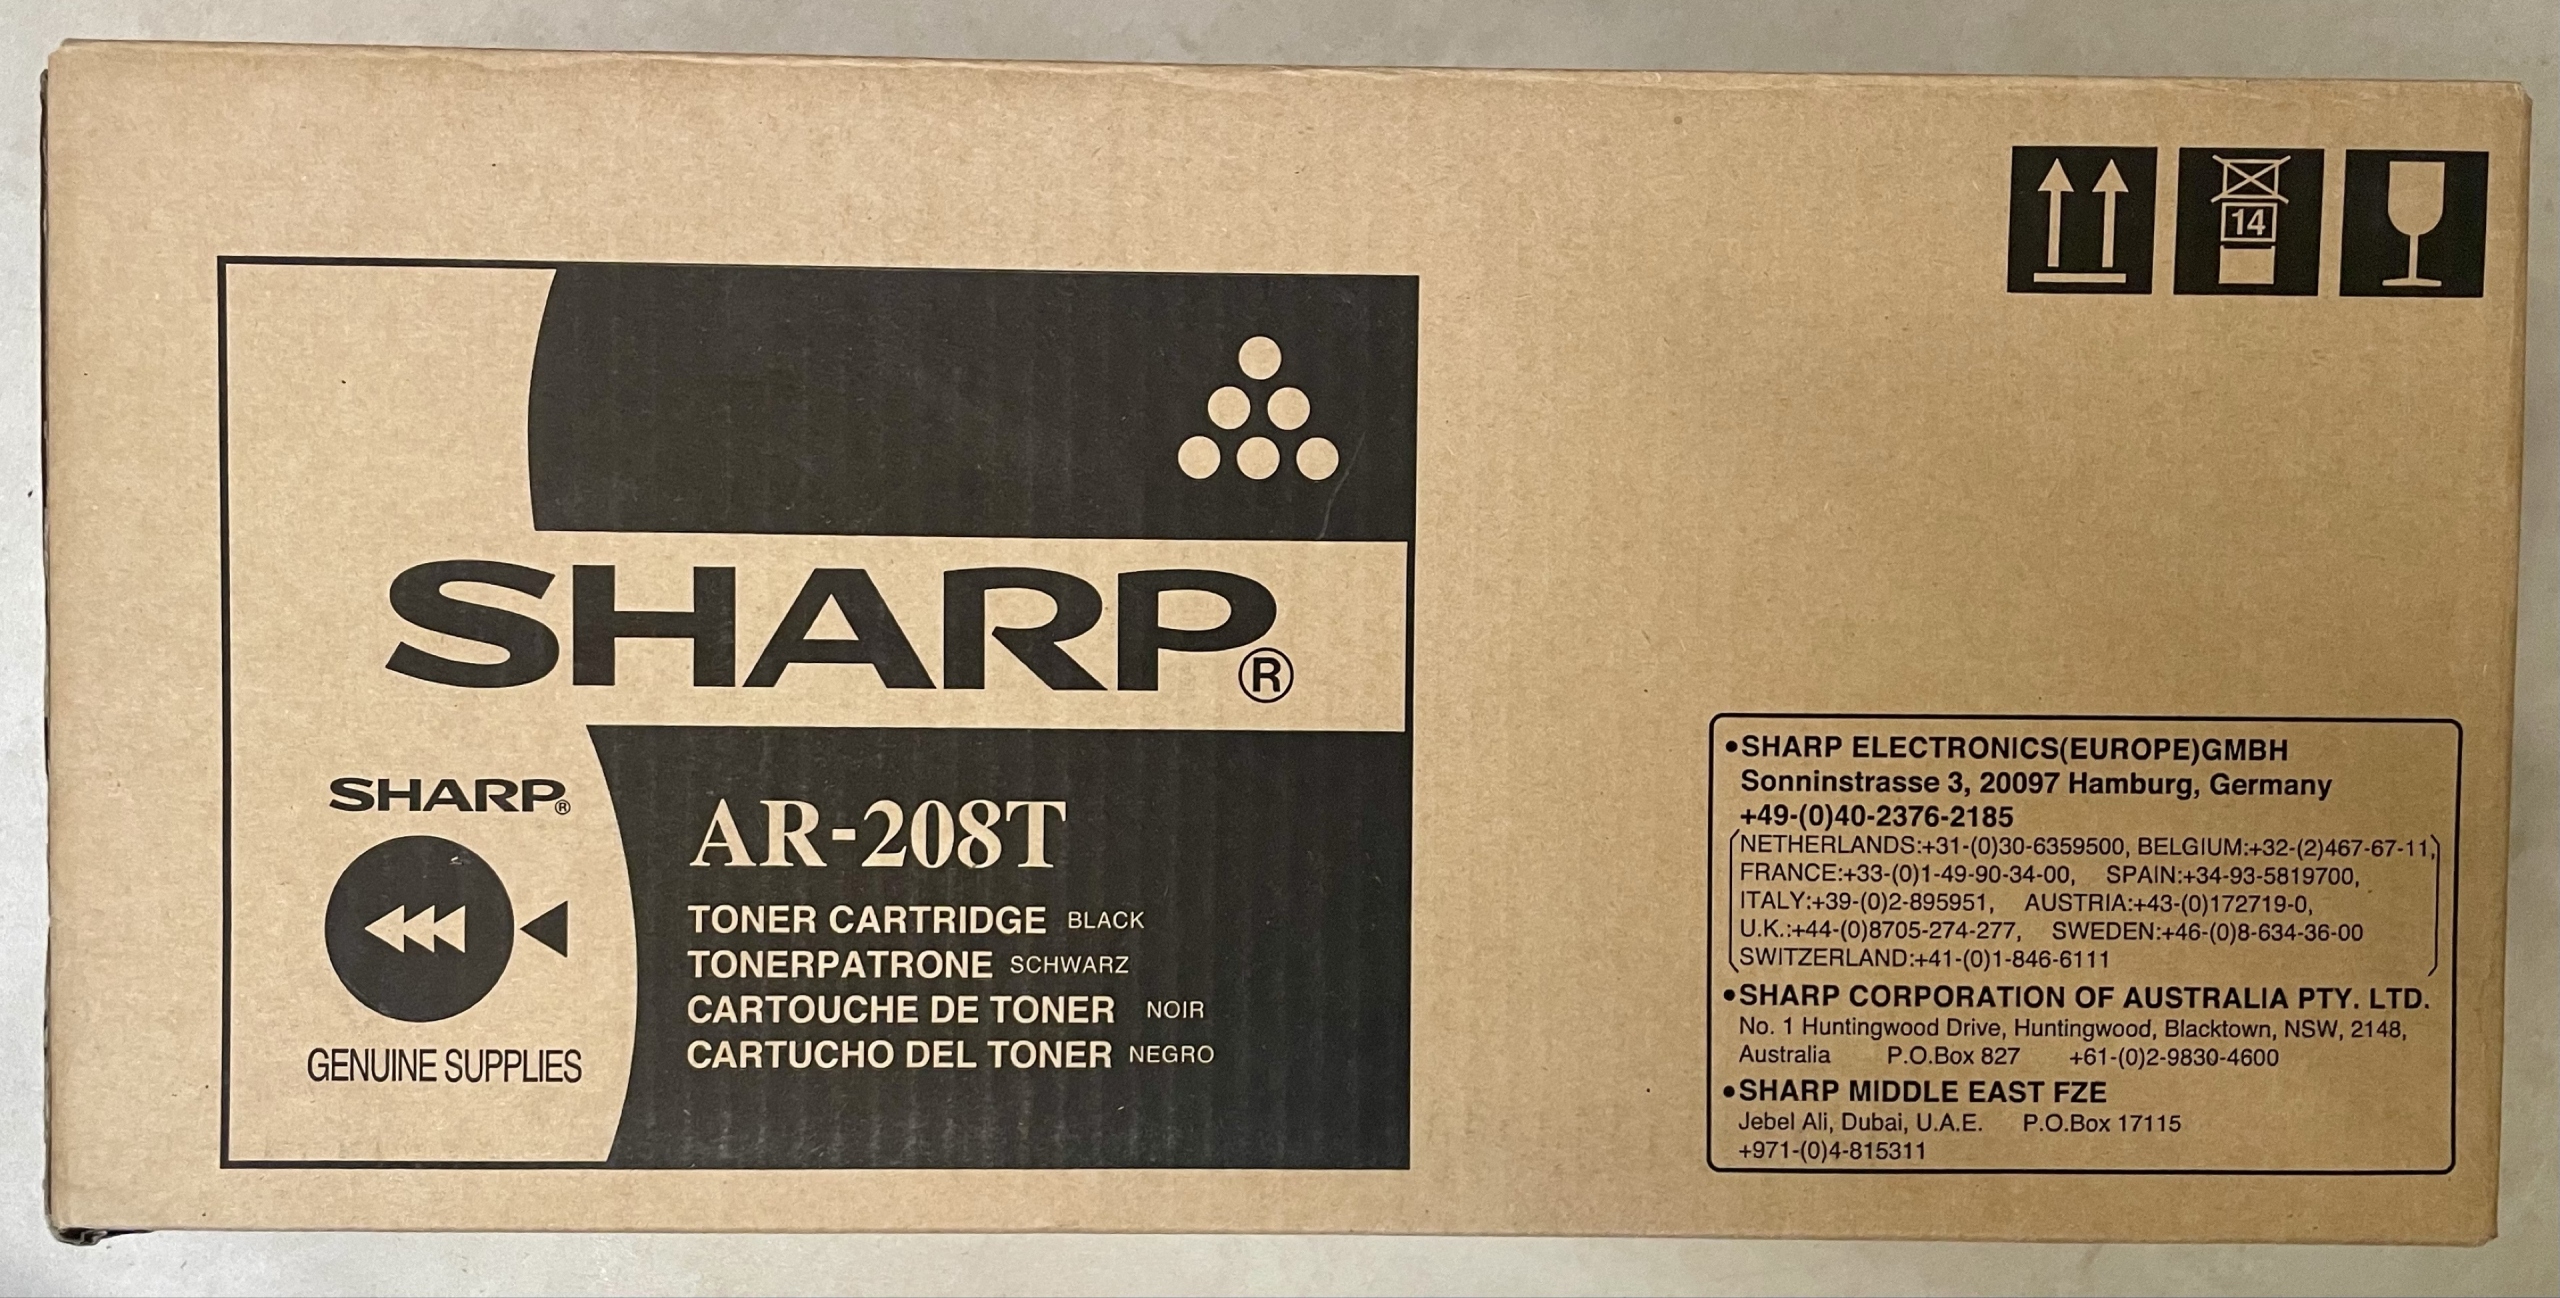 14
SHARP®
SHARP®
GENUINE SUPPLIES
AR-208T
TONER CARTRIDGE BLACK
TONERPATRONE SCHWARZ
CARTOUCHE DE TONER NOIR
CARTUCHO DEL TONER NEGRO
•SHARP ELECTRONICS(EUROPE)GMBH
Sonninstrasse 3, 20097 Hamburg, Germany
+49-(0)40-2376-2185
(NETHERLANDS:+31-(0)30-6359500, BELGIUM:+32-(2)467-67-11,
FRANCE:+33-(0)1-49-90-34-00, SPAIN:+34-93-5819700,
ITALY:+39-(0)2-895951, AUSTRIA:+43-(0)172719-0,
U.K.:+44-(0)8705-274-277, SWEDEN:+46-(0)8-634-36-00
SWITZERLAND:+41-(0)1-846-6111)
•SHARP CORPORATION OF AUSTRALIA PTY. LTD.
No. 1 Huntingwood Drive, Huntingwood, Blacktown, NSW, 2148,
Australia P.O.Box 827 +61-(0)2-9830-4600
•SHARP MIDDLE EAST FZE
Jebel Ali, Dubai, U.A.E. P.O.Box 17115
+971-(0)4-815311